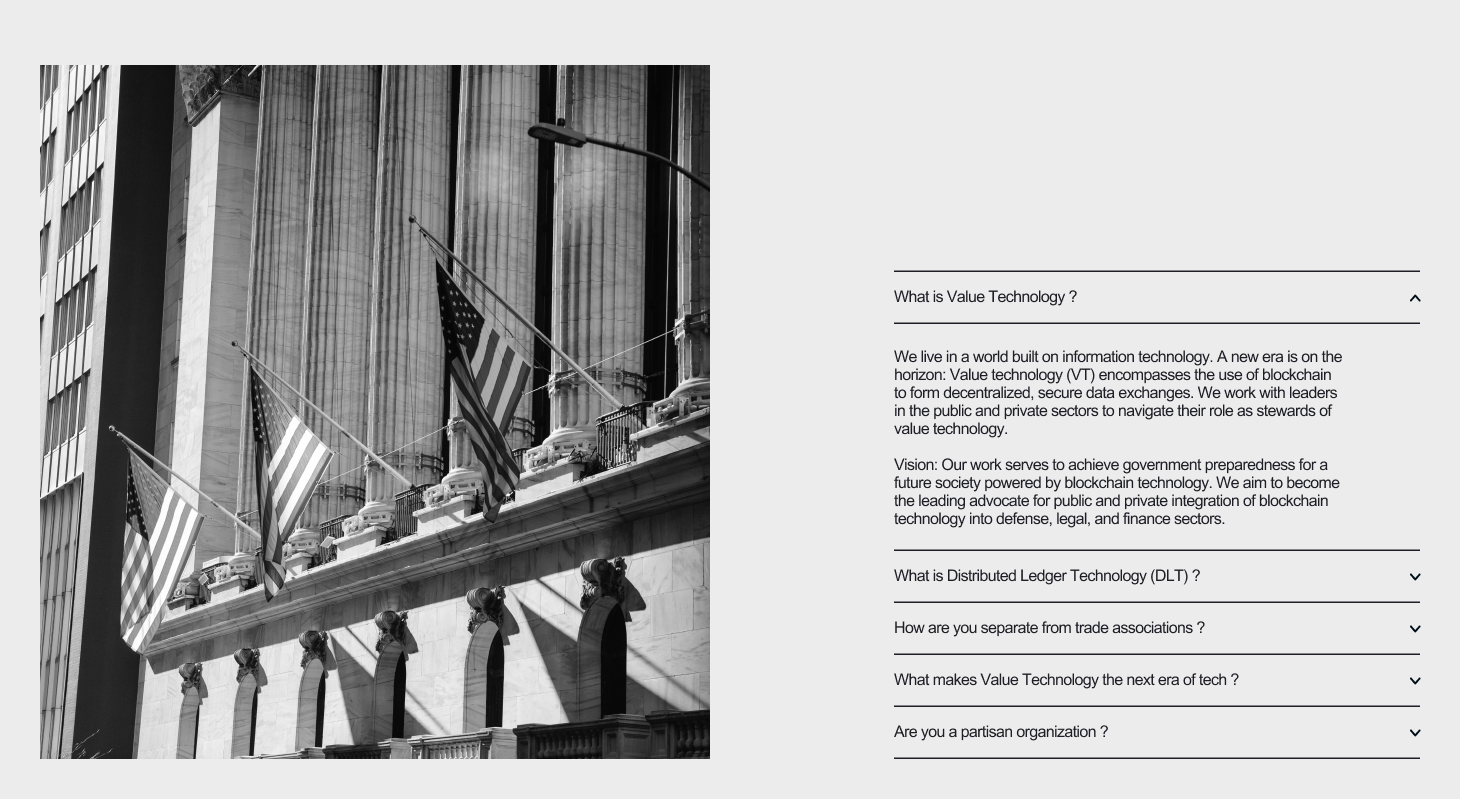 What is Value Technology ?
We live in a world built on information technology. A new era is on the
horizon: Value technology (VT) encompasses the use of blockchain
to form decentralized, secure data exchanges. We work with leaders
in the public and private sectors to navigate their role as stewards of
value technology.
Vision: Our work serves to achieve government preparedness for a
future society powered by blockchain technology. We aim to become
the leading advocate for public and private integration of blockchain
technology into defense, legal, and finance sectors.
What is Distributed Ledger Technology (DLT) ?
How are you separate from trade associations ?
What makes Value Technology the next era of tech ?
Are you a partisan organization ?